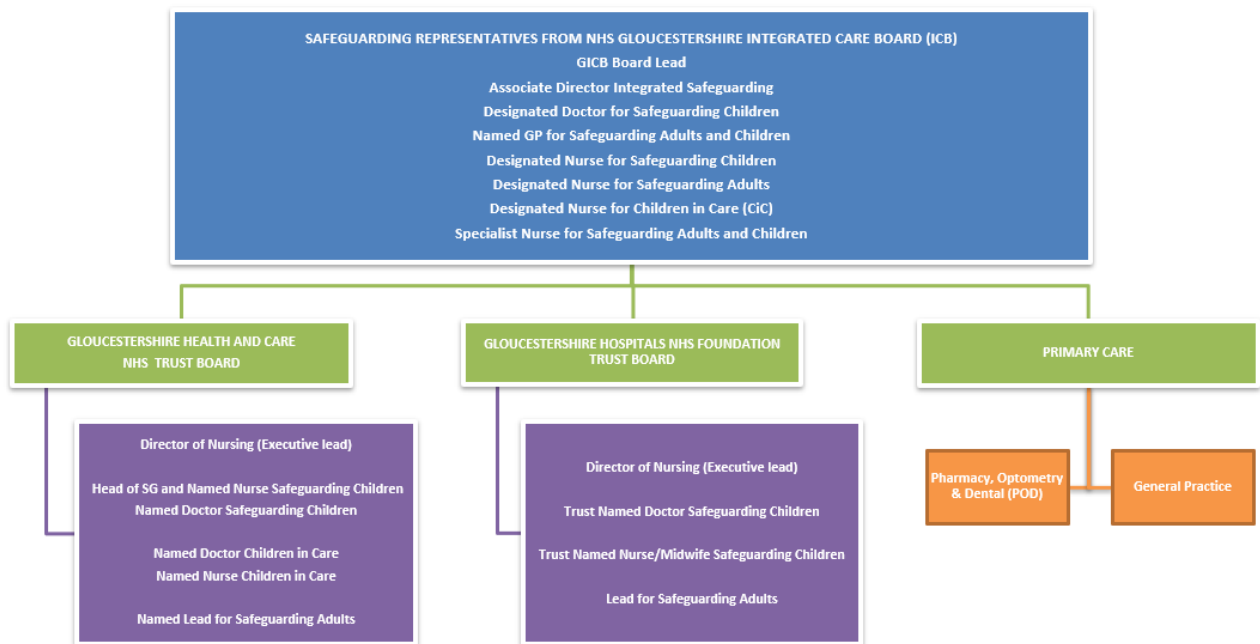 SAFEGUARDING REPRESENTATIVES FROM NHS GLOUCESTERSHIRE INTEGRATED CARE BOARD (ICB)
GICB Board Lead
Associate Director Integrated Safeguarding
Designated Doctor for Safeguarding Children
Named GP for Safeguarding Adults and Children
Designated Nurse for Safeguarding Children
Designated Nurse for Safeguarding Adults
Designated Nurse for Children in Care (CiC)
Specialist Nurse for Safeguarding Adults and Children
GLOUCESTERSHIRE HEALTH AND CARE
NHS TRUST BOARD
GLOUCESTERSHIRE HOSPITALS NHS FOUNDATION
TRUST BOARD
PRIMARY CARE
Director of Nursing (Executive lead)
Head of SG and Named Nurse Safeguarding Children
Named Doctor Safeguarding Children
Named Doctor Children in Care
Named Nurse Children in Care
Named Lead for Safeguarding Adults
Director of Nursing (Executive lead)
Trust Named Doctor Safeguarding Children
Trust Named Nurse/Midwife Safeguarding Children
Lead for Safeguarding Adults
Pharmacy, Optometry
& Dental (POD)
General Practice